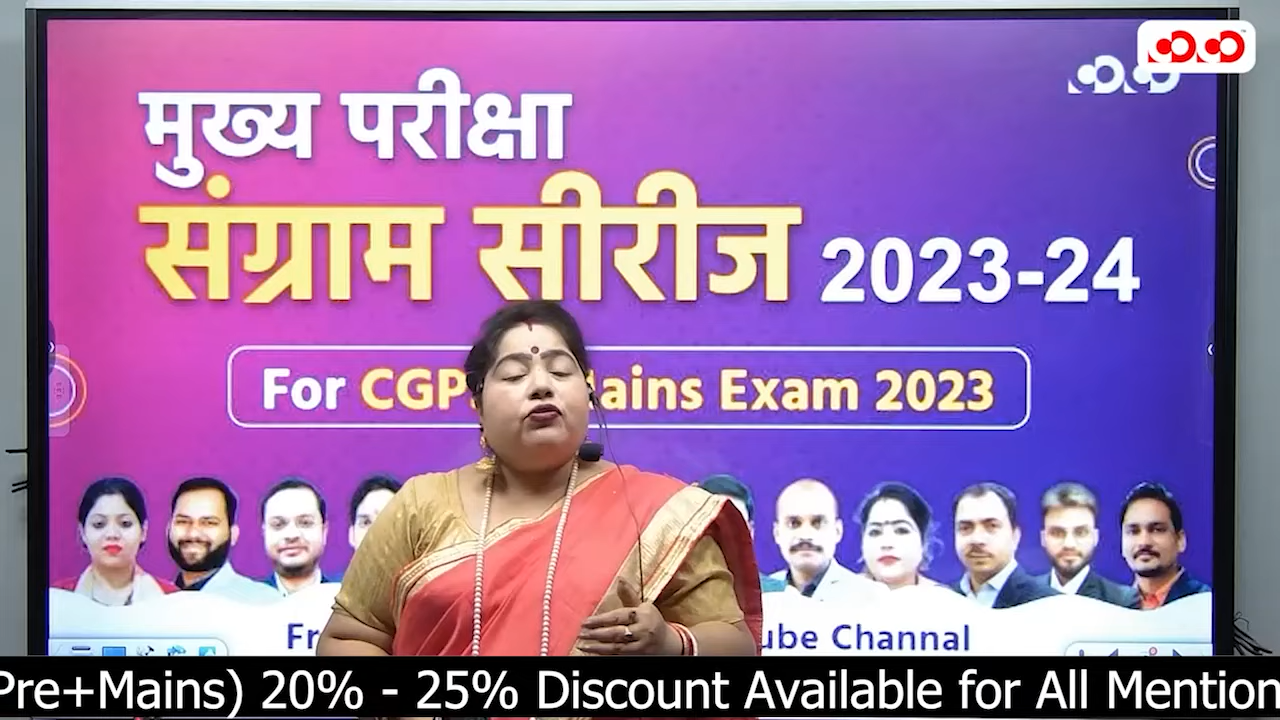 मुख्य परीक्षा
संग्राम सीरीज 2023-24
For CGP ains Exam 2023
Fr ube Channal
Pre+Mains) 20% - 25% Discount Available for All Mention